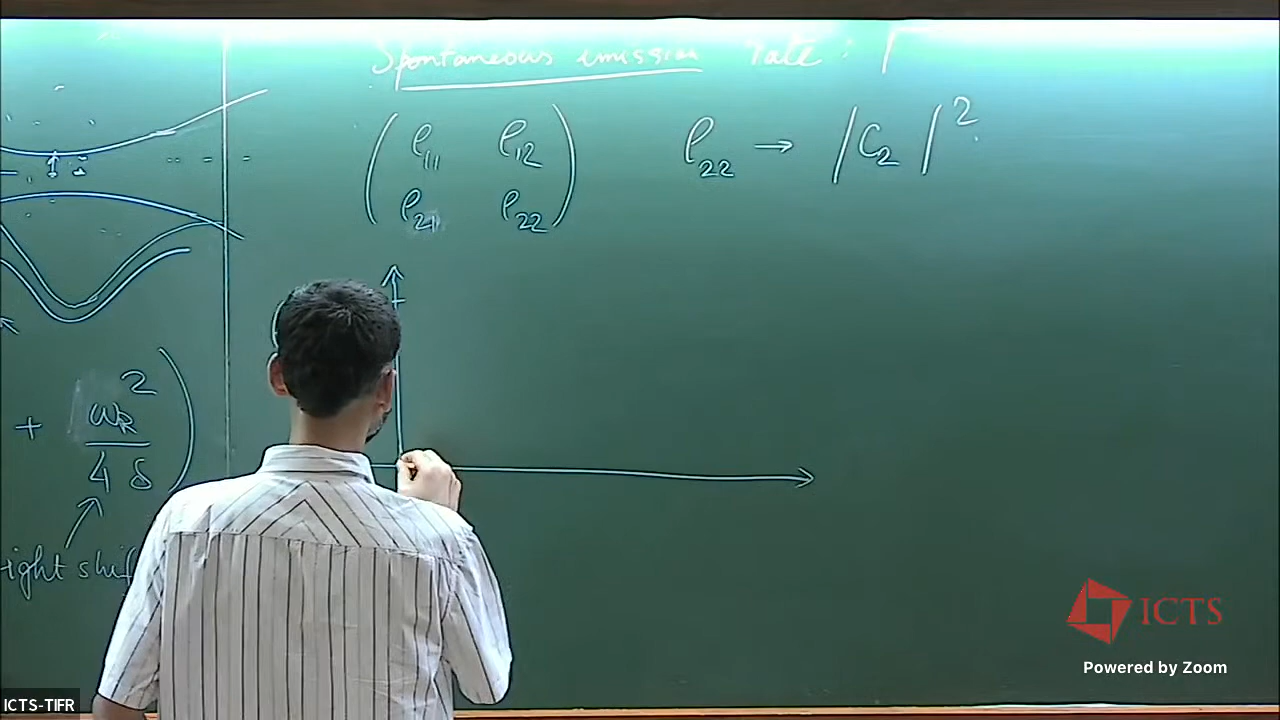 Spontaneous emission rate : Γ
( ρ₁₁ ρ₁₂
ρ₂₁ ρ₂₂ )
ρ₂₂ → |C₂|²
+ ω_R² / 4δ )
ight shif
ICTS
Powered by Zoom
ICTS-TIFR